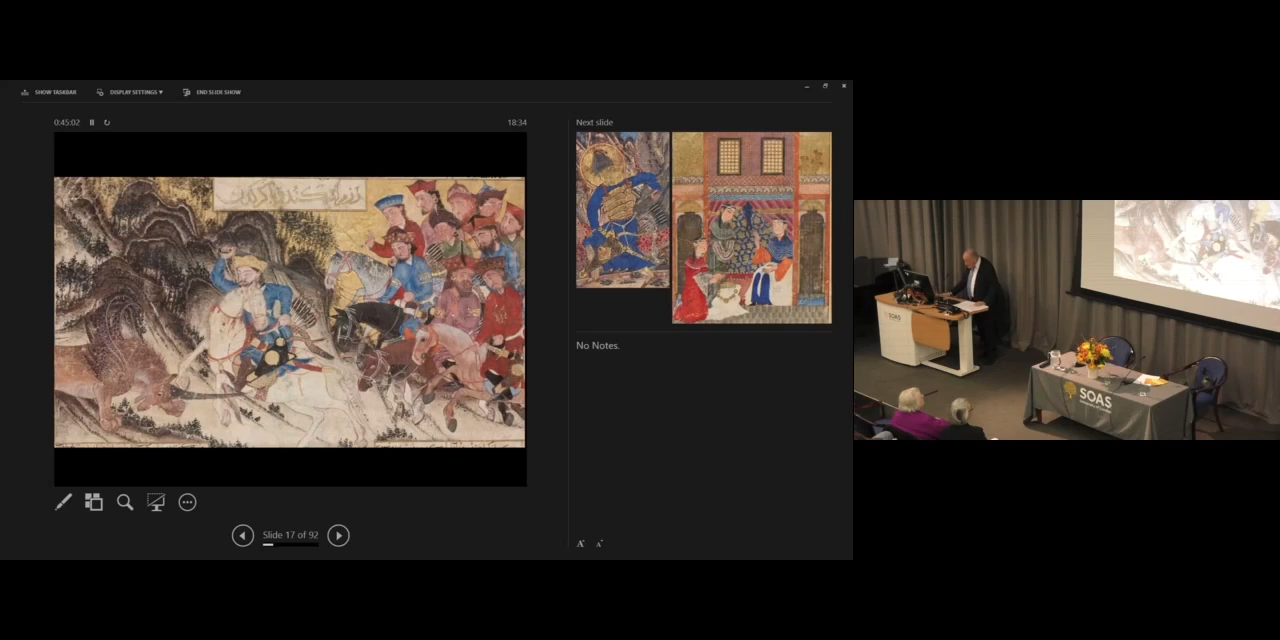 SHOW TASKBAR
DISPLAY SETTINGS ▼
END SLIDE SHOW
0:45:02
18:34
Next slide
No Notes.
Slide 17 of 92
SOAS
SOAS